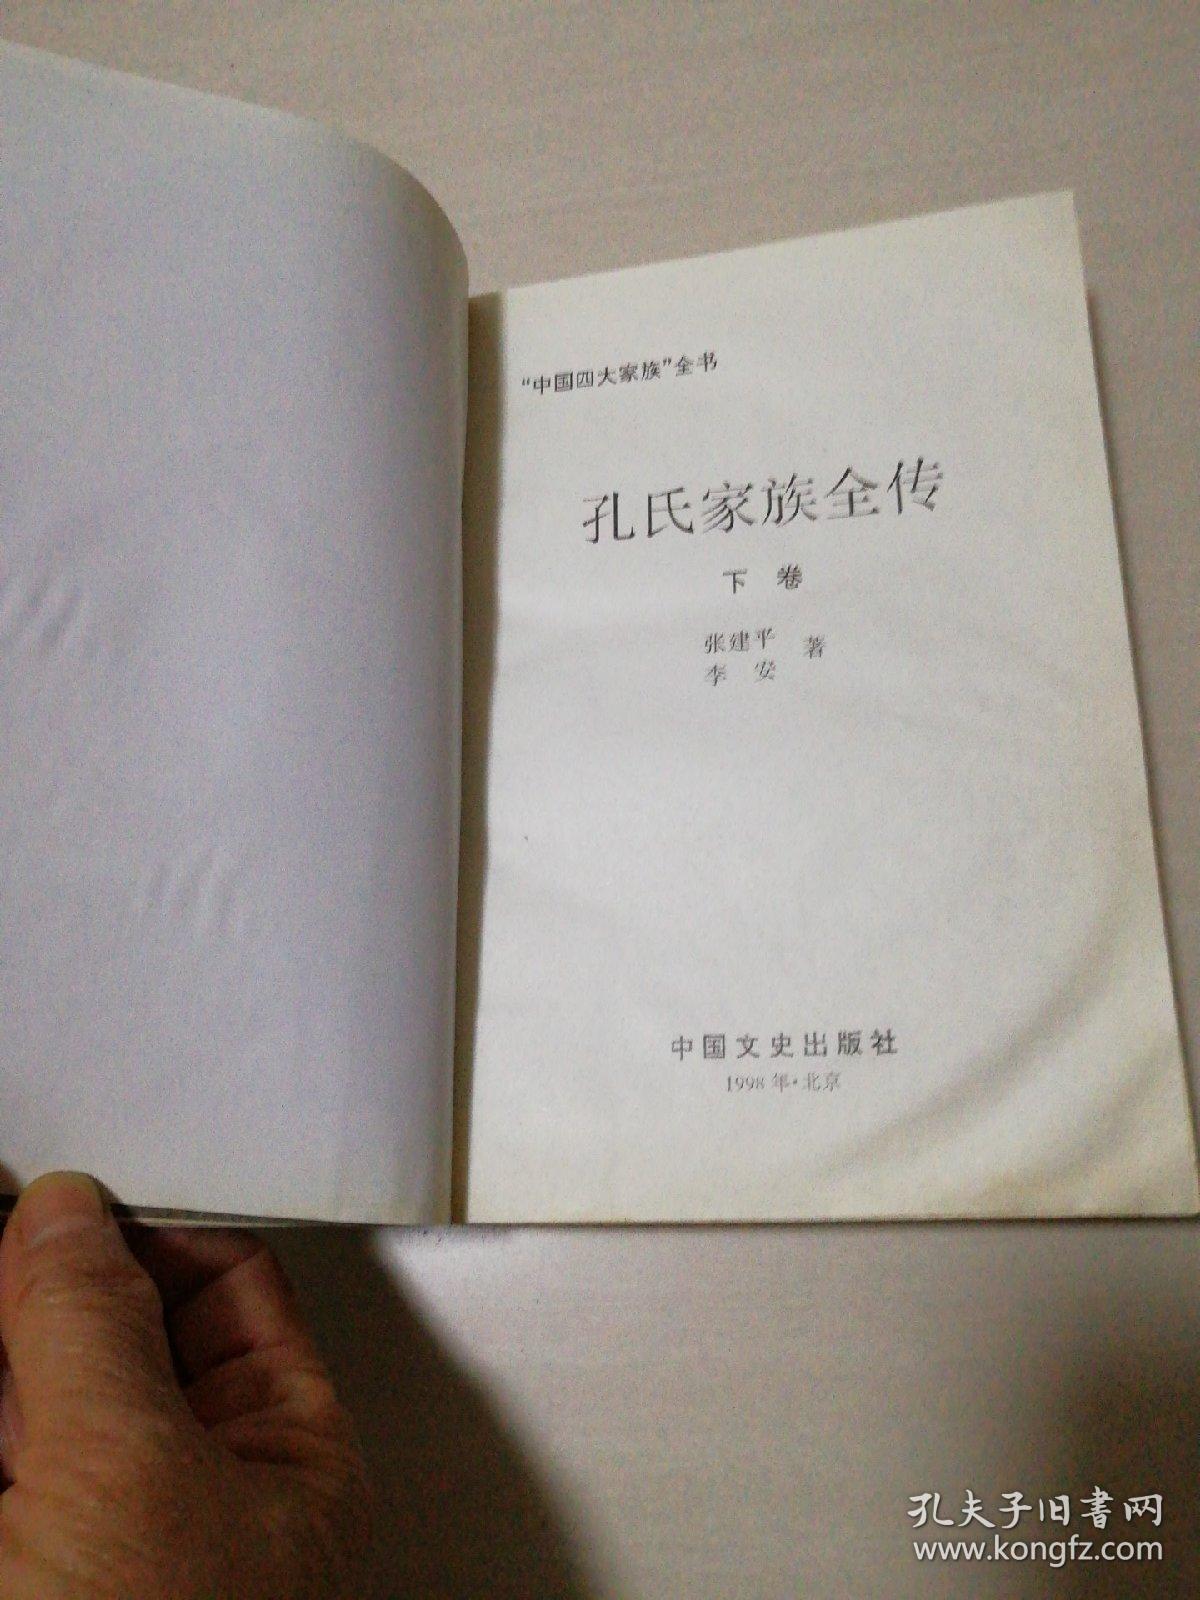 “中国四大家族”全书
孔氏家族全传
下卷
张建平
李安 著
中国文史出版社
1998年·北京
孔夫子旧書网
www.kongfz.com